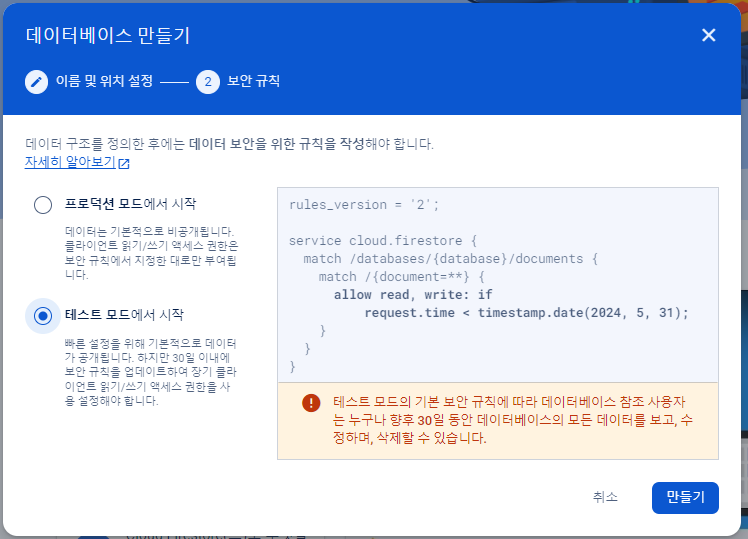 데이터베이스 만들기
이름 및 위치 설정
2 보안 규칙
데이터 구조를 정의한 후에는 데이터 보안을 위한 규칙을 작성해야 합니다.
자세히 알아보기
프로덕션 모드에서 시작
데이터는 기본적으로 비공개됩니다.
클라이언트 읽기/쓰기 액세스 권한은
보안 규칙에서 지정한 대로만 부여됩
니다.
테스트 모드에서 시작
빠른 설정을 위해 기본적으로 데이터
가 공개됩니다. 하지만 30일 이내에
보안 규칙을 업데이트하여 장기 클라
이언트 읽기/쓰기 액세스 권한을 사
용 설정해야 합니다.
rules_version = '2';
service cloud.firestore {
match /databases/{database}/documents {
match /{document=**} {
allow read, write: if
request.time < timestamp.date(2024, 5, 31);
}
}
}
테스트 모드의 기본 보안 규칙에 따라 데이터베이스 참조 사용자
는 누구나 향후 30일 동안 데이터베이스의 모든 데이터를 보고, 수
정하며, 삭제할 수 있습니다.
취소
만들기